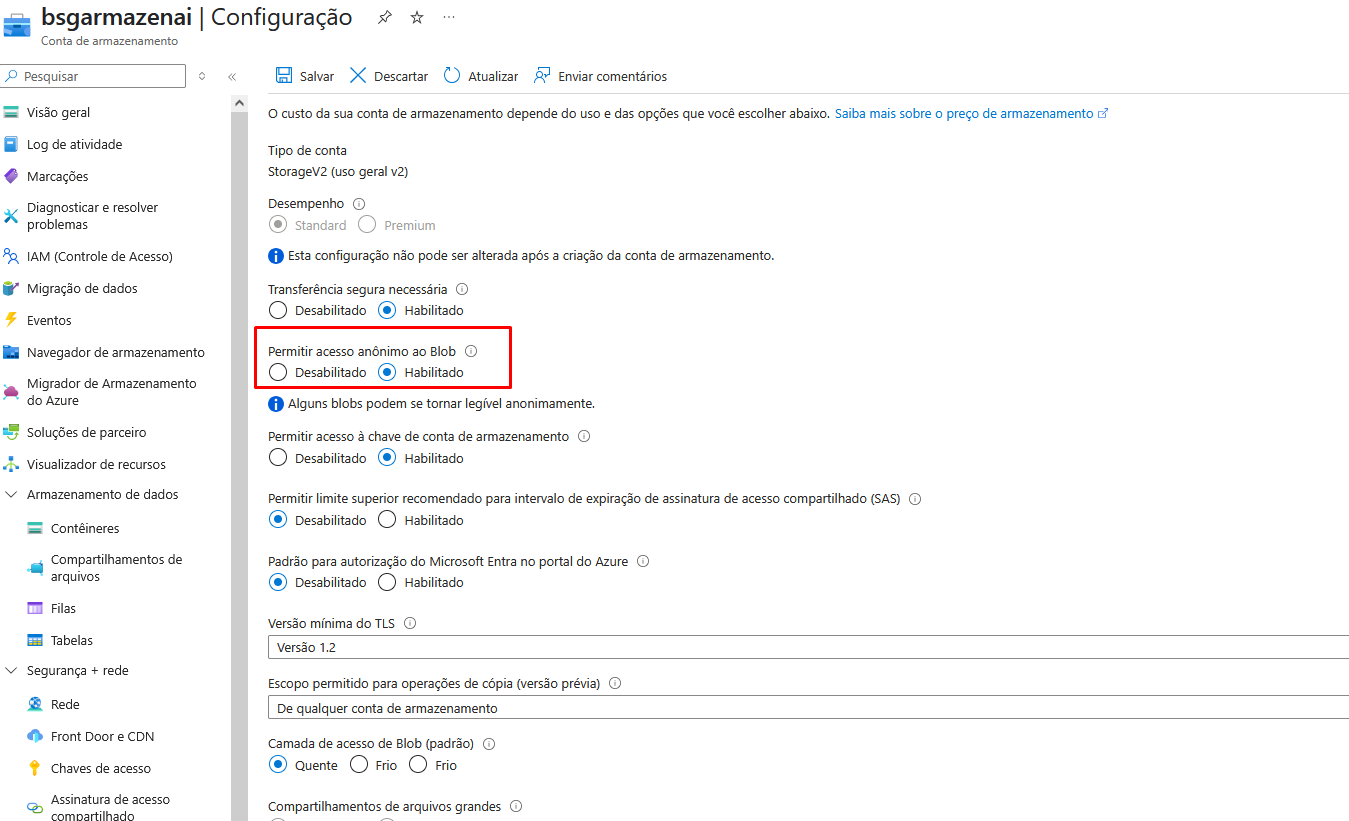 bsgarmazenai | Configuração
Conta de armazenamento
Pesquisar
Visão geral
Log de atividade
Marcações
Diagnosticar e resolver
problemas
IAM (Controle de Acesso)
Migração de dados
Eventos
Navegador de armazenamento
Migrador de Armazenamento
do Azure
Soluções de parceiro
Visualizador de recursos
Armazenamento de dados
Contêineres
Compartilhamentos de
arquivos
Filas
Tabelas
Segurança + rede
Rede
Front Door e CDN
Chaves de acesso
Assinatura de acesso
compartilhado
Salvar Descartar Atualizar Enviar comentários
O custo da sua conta de armazenamento depende do uso e das opções que você escolher abaixo. Saiba mais sobre o preço de armazenamento
Tipo de conta
StorageV2 (uso geral v2)
Desempenho
Standard Premium
Esta configuração não pode ser alterada após a criação da conta de armazenamento.
Transferência segura necessária
Desabilitado Habilitado
Permitir acesso anônimo ao Blob
Desabilitado Habilitado
Alguns blobs podem se tornar legível anonimamente.
Permitir acesso à chave de conta de armazenamento
Desabilitado Habilitado
Permitir limite superior recomendado para intervalo de expiração de assinatura de acesso compartilhado (SAS)
Desabilitado Habilitado
Padrão para autorização do Microsoft Entra no portal do Azure
Desabilitado Habilitado
Versão mínima do TLS
Versão 1.2
Escopo permitido para operações de cópia (versão prévia)
De qualquer conta de armazenamento
Camada de acesso de Blob (padrão)
Quente Frio Frio
Compartilhamentos de arquivos grandes